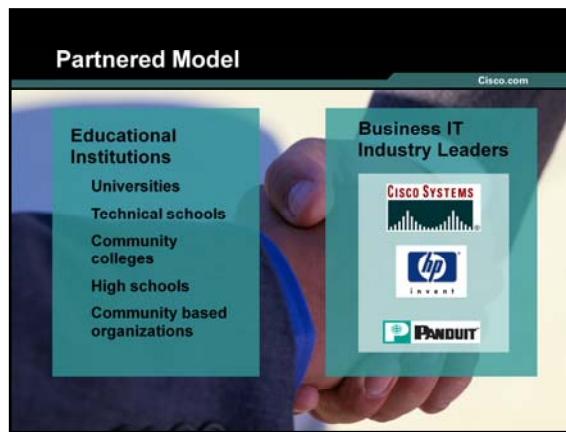 Partnered Model
Cisco.com
Educational
Institutions
Universities
Technical schools
Community
colleges
High schools
Community based
organizations
Business IT
Industry Leaders
CISCO SYSTEMS
®
hp
invent
P PANDUIT